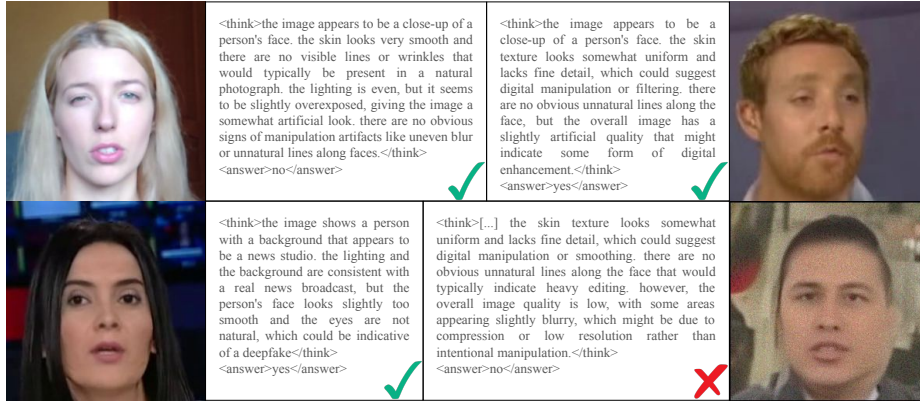 <think>the image appears to be a close-up of a
person's face. the skin looks very smooth and
there are no visible lines or wrinkles that
would typically be present in a natural
photograph. the lighting is even, but it seems
to be slightly overexposed, giving the image a
somewhat artificial look. there are no obvious
signs of manipulation artifacts like uneven blur
or unnatural lines along faces.</think>
<answer>no</answer>
<think>the image appears to be a
close-up of a person's face. the skin
texture looks somewhat uniform and
lacks fine detail, which could suggest
digital manipulation or filtering. there
are no obvious unnatural lines along the
face, but the overall image has a
slightly artificial quality that might
indicate some form of digital
enhancement.</think>
<answer>yes</answer>
<think>the image shows a person
with a background that appears to
be a news studio. the lighting and
the background are consistent with
a real news broadcast, but the
person's face looks slightly too
smooth and the eyes are not
natural, which could be indicative
of a deepfake</think>
<answer>yes</answer>
<think>[...] the skin texture looks somewhat
uniform and lacks fine detail, which could suggest
digital manipulation or smoothing. there are no
obvious unnatural lines along the face that would
typically indicate heavy editing. however, the
overall image quality is low, with some areas
appearing slightly blurry, which might be due to
compression or low resolution rather than
intentional manipulation.</think>
<answer>no</answer>